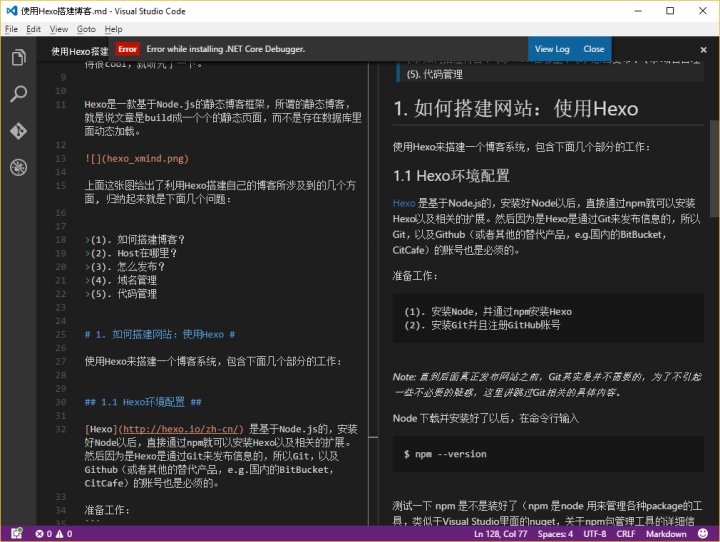 使用Hexo搭建博客.md - Visual Studio Code
File Edit View Goto Help
使用Hexo搭建
Error Error while installing .NET Core Debugger. View Log Close
得很cool，就研究了一下。
9
10
11 Hexo是一款基于Node.js的静态博客框架，所谓的静态博客，
就是说文章是build成一个个的静态页面，而不是存在数据库里
面动态加载。
12
13 ![](hexo_xmind.png)
14
15 上面这张图给出了利用Hexo搭建自己的博客所涉及到的几个方
面, 归纳起来就是下面几个问题：
16
17
18 >(1). 如何搭建博客？
19 >(2). Host在哪里？
20 >(3). 怎么发布？
21 >(4). 域名管理
22 >(5). 代码管理
23
24
25 # 1. 如何搭建网站：使用Hexo #
26
27 使用Hexo来搭建一个博客系统，包含下面几个部分的工作：
28
29
30 ## 1.1 Hexo环境配置 ##
31
32 [Hexo](http://hexo.io/zh-cn/) 是基于Node.js的，安装
好Node以后，直接通过npm就可以安装Hexo以及相关的扩展。
然后因为是Hexo是通过Git来发布信息的，所以Git，以及
Github（或者其他的替代产品，e.g.国内的BitBucket，
CitCafe）的账号也是必须的。
33
34 准备工作：
35 ```
(5). 代码管理
1. 如何搭建网站：使用Hexo
使用Hexo来搭建一个博客系统，包含下面几个部分的工作：
1.1 Hexo环境配置
Hexo 是基于Node.js的，安装好Node以后，直接通过npm就可以安装
Hexo以及相关的扩展。然后因为是Hexo是通过Git来发布信息的，所以
Git，以及Github（或者其他的替代产品，e.g.国内的BitBucket，
CitCafe）的账号也是必须的。
准备工作：
(1). 安装Node，并通过npm安装Hexo
(2). 安装Git并且注册GitHub账号
Note: 直到后面真正发布网站之前，Git其实是并不需要的，为了不引起
一些不必要的疑惑，这里讲跳过Git相关的具体内容。
Node 下载并安装好了以后，在命令行输入
$ npm --version
测试一下 npm 是不是装好了（npm 是node 用来管理各种package的工
具，类似于Visual Studio里面的nuget，关于npm包管理工具的详细信
0 0 Ln 128, Col 77 Spaces: 4 UTF-8 CRLF Markdown